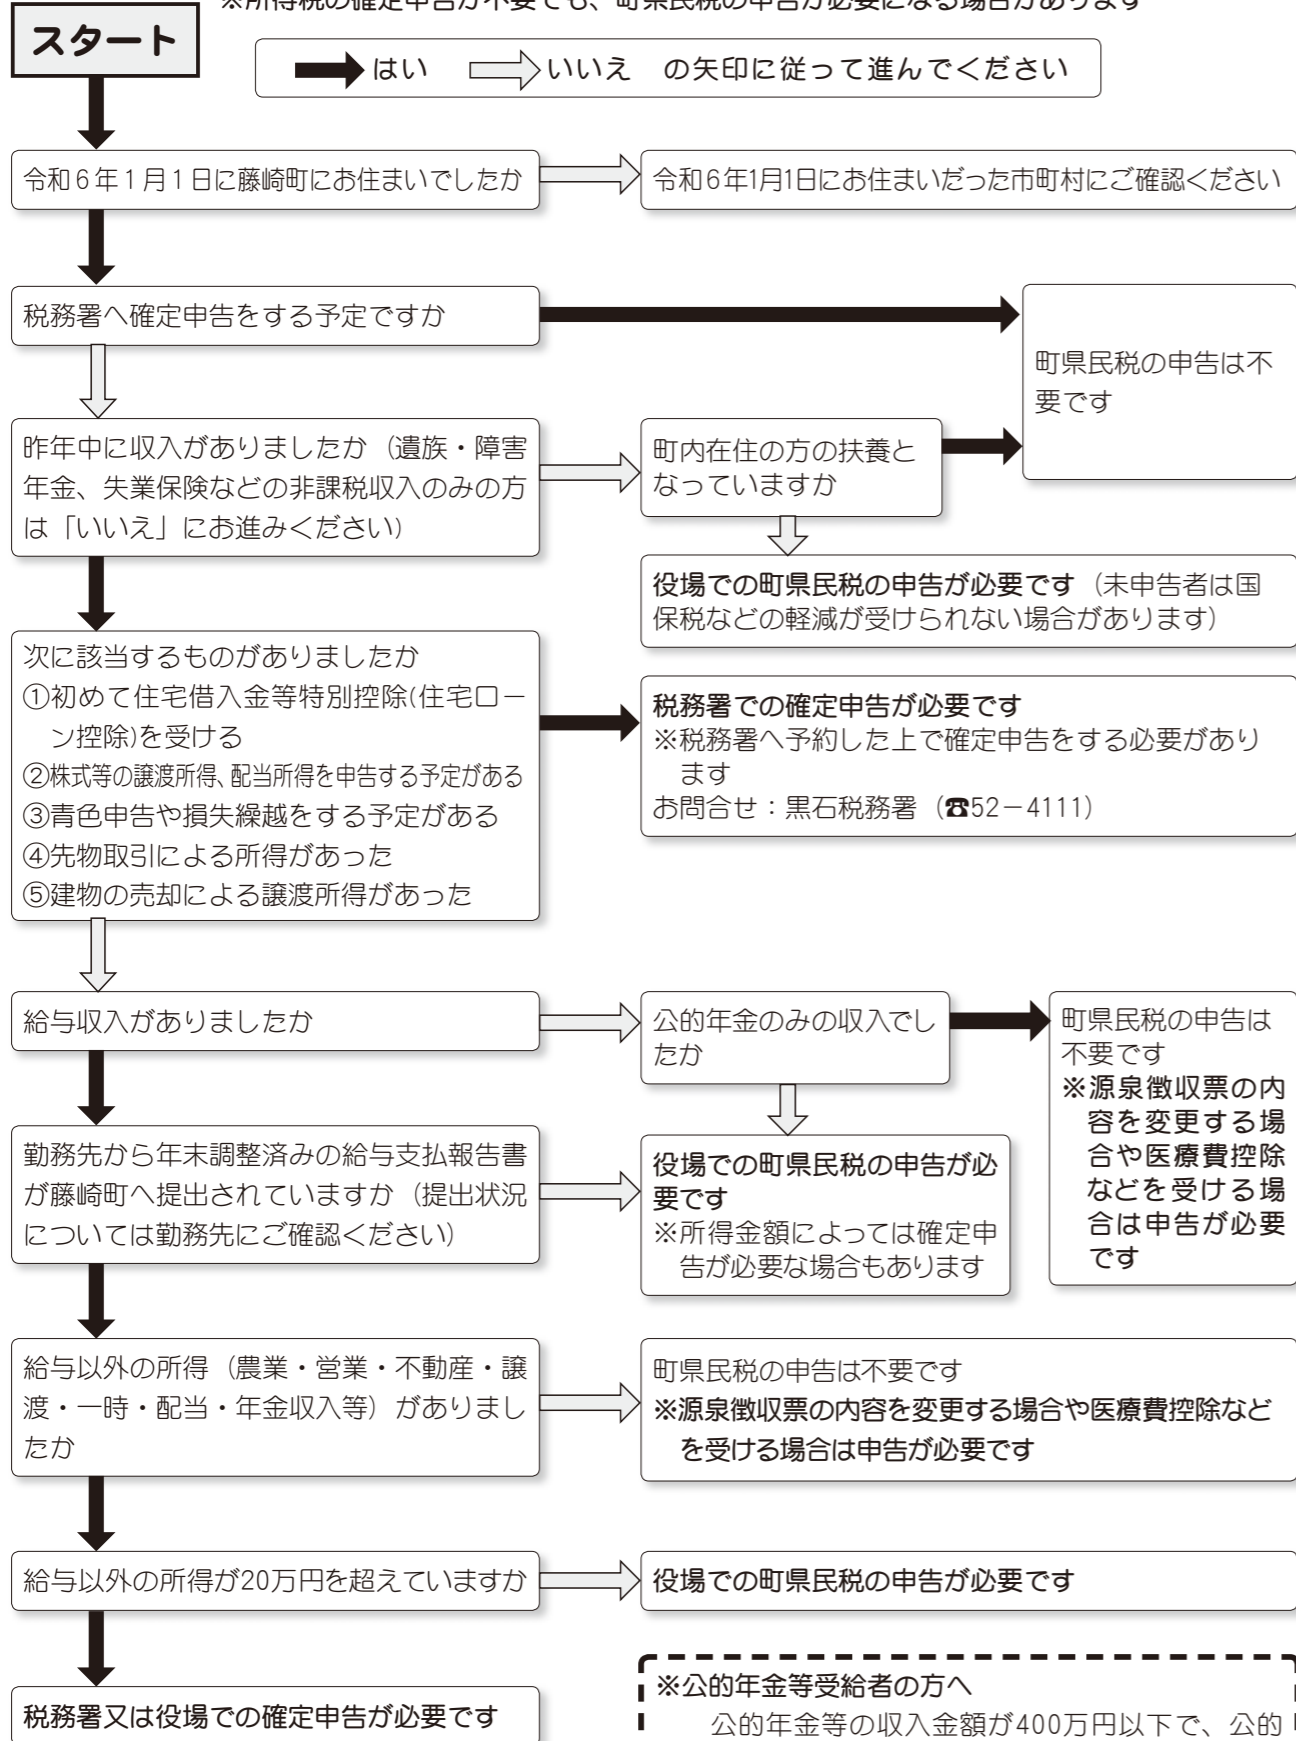 ※所得税の確定申告が不要でも、町県民税の申告が必要になる場合があります
スタート
はい いいえ の矢印に従って進んでください
令和6年1月1日に藤崎町にお住まいでしたか
令和6年1月1日にお住まいだった市町村にご確認ください
税務署へ確定申告をする予定ですか
町県民税の申告は不
要です
昨年中に収入がありましたか（遺族・障害
年金、失業保険などの非課税収入のみの方
は「いいえ」にお進みください）
町内在住の方の扶養と
なっていますか
役場での町県民税の申告が必要です（未申告者は国
保税などの軽減が受けられない場合があります）
次に該当するものがありましたか
①初めて住宅借入金等特別控除(住宅ロー
ン控除)を受ける
②株式等の譲渡所得、配当所得を申告する予定がある
③青色申告や損失繰越をする予定がある
④先物取引による所得があった
⑤建物の売却による譲渡所得があった
税務署での確定申告が必要です
※税務署へ予約した上で確定申告をする必要があり
ます
お問合せ：黒石税務署（☎52－4111）
給与収入がありましたか
公的年金のみの収入でし
たか
町県民税の申告は
不要です
※源泉徴収票の内
容を変更する場
合や医療費控除
などを受ける場
合は申告が必要
です
勤務先から年末調整済みの給与支払報告書
が藤崎町へ提出されていますか（提出状況
については勤務先にご確認ください）
役場での町県民税の申告が必
要です
※所得金額によっては確定申
告が必要な場合もあります
給与以外の所得（農業・営業・不動産・譲
渡・一時・配当・年金収入等）がありまし
たか
町県民税の申告は不要です
※源泉徴収票の内容を変更する場合や医療費控除など
を受ける場合は申告が必要です
給与以外の所得が20万円を超えていますか
役場での町県民税の申告が必要です
税務署又は役場での確定申告が必要です
※公的年金等受給者の方へ
公的年金等の収入金額が400万円以下で、公的